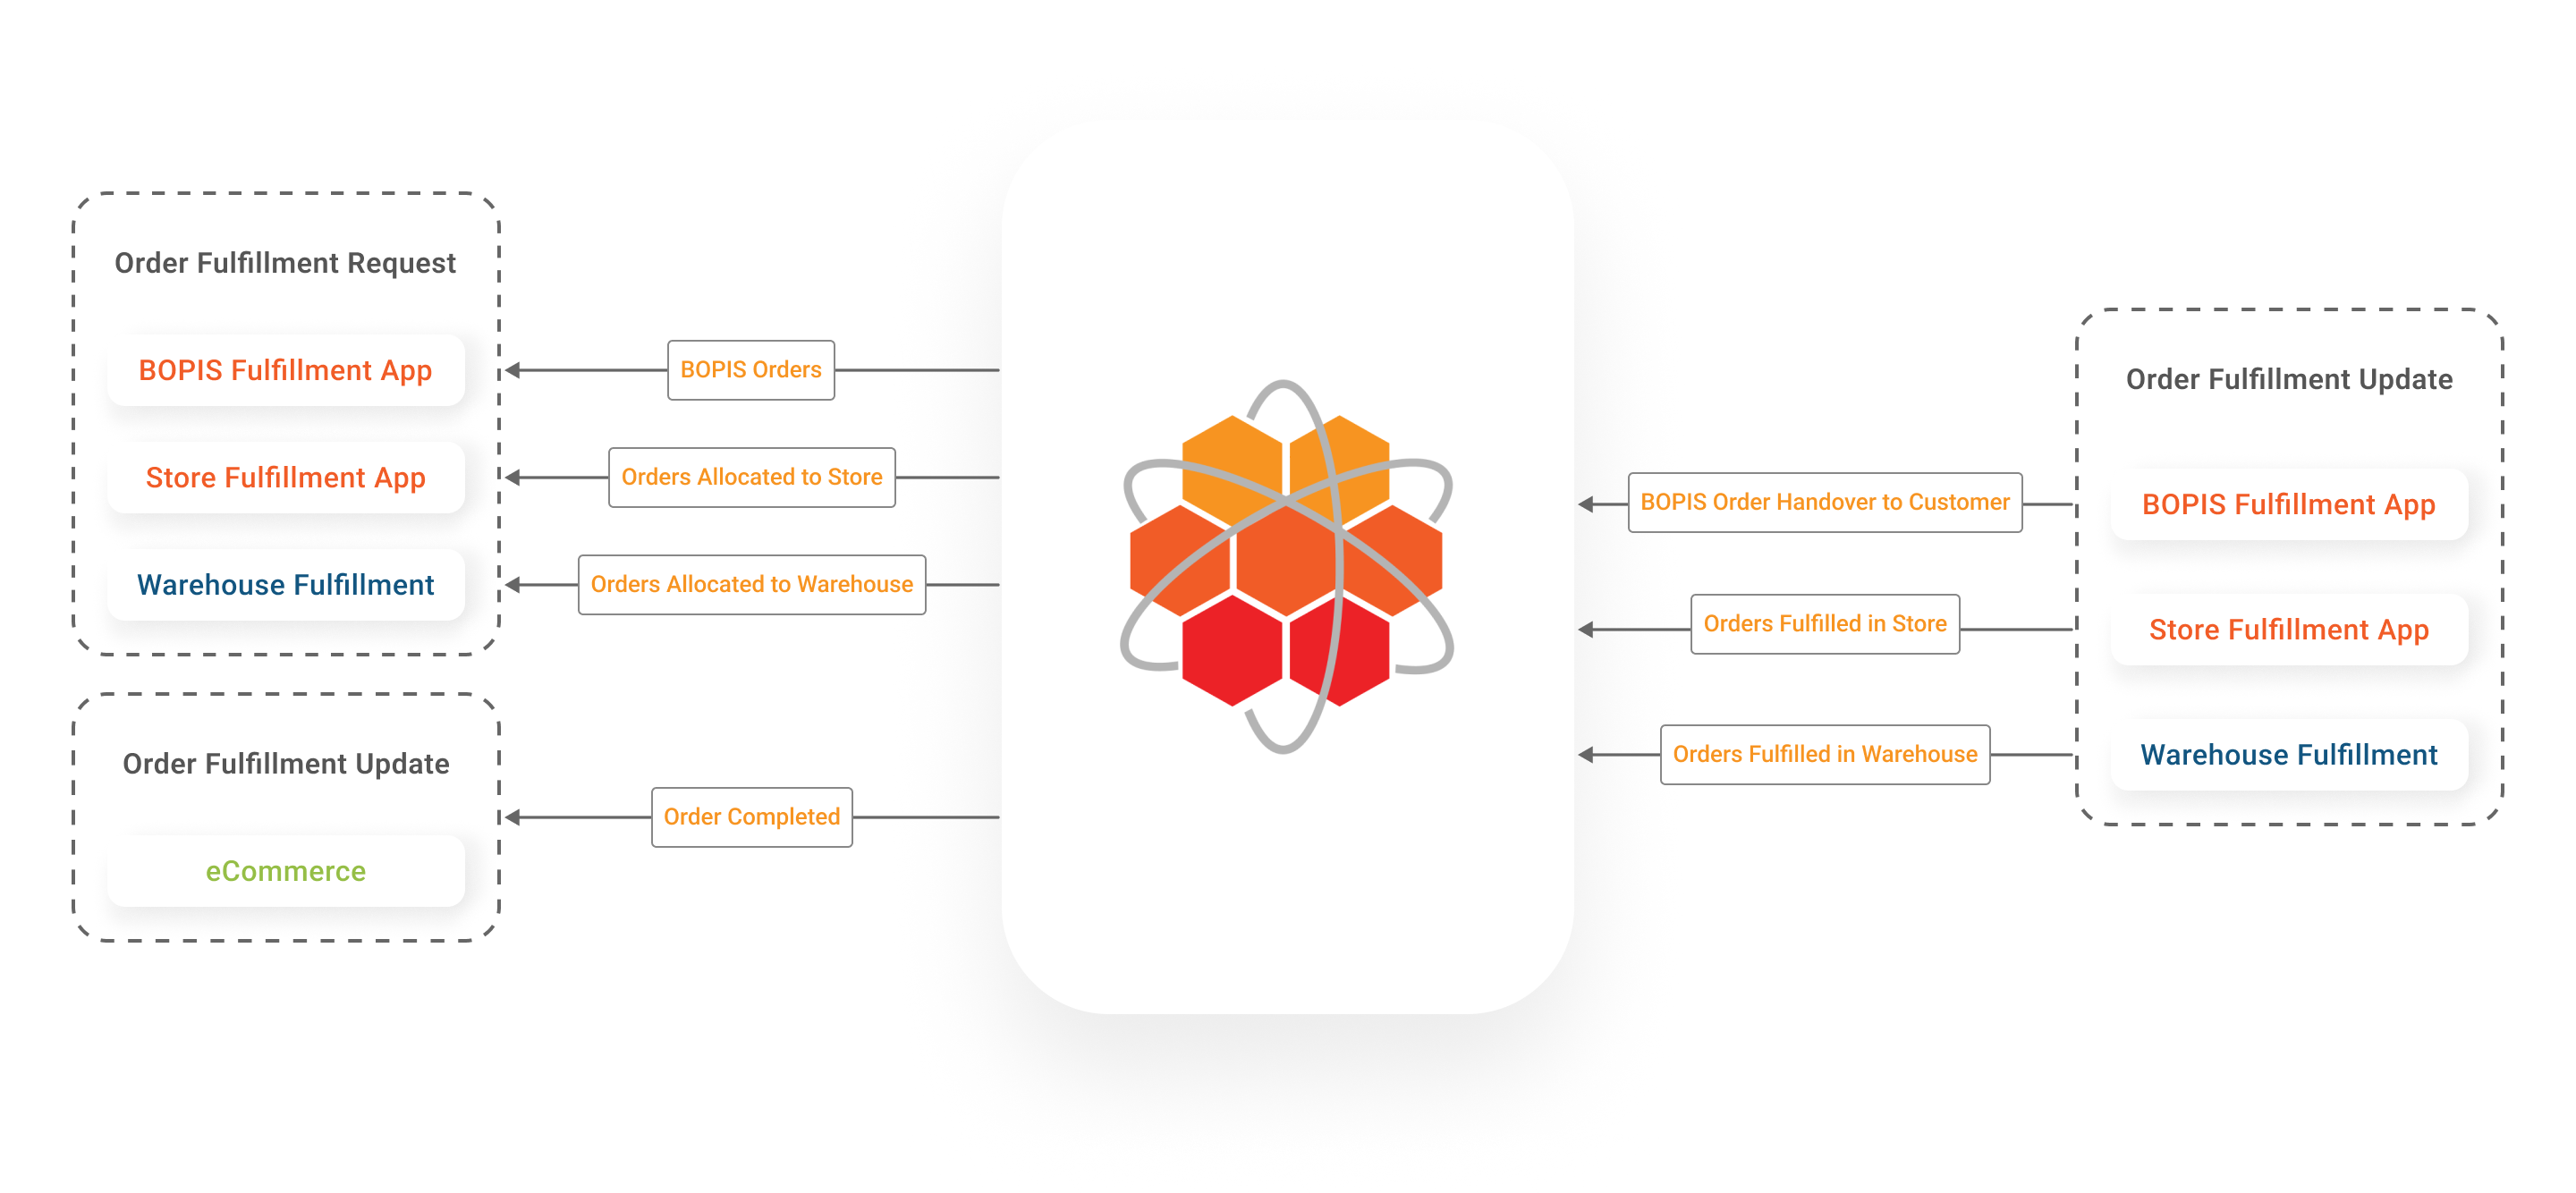 Order Fulfillment Request
BOPIS Fulfillment App
Store Fulfillment App
Warehouse Fulfillment
Order Fulfillment Update
eCommerce
BOPIS Orders
Orders Allocated to Store
Orders Allocated to Warehouse
Order Completed
BOPIS Order Handover to Customer
Orders Fulfilled in Store
Orders Fulfilled in Warehouse
Order Fulfillment Update
BOPIS Fulfillment App
Store Fulfillment App
Warehouse Fulfillment